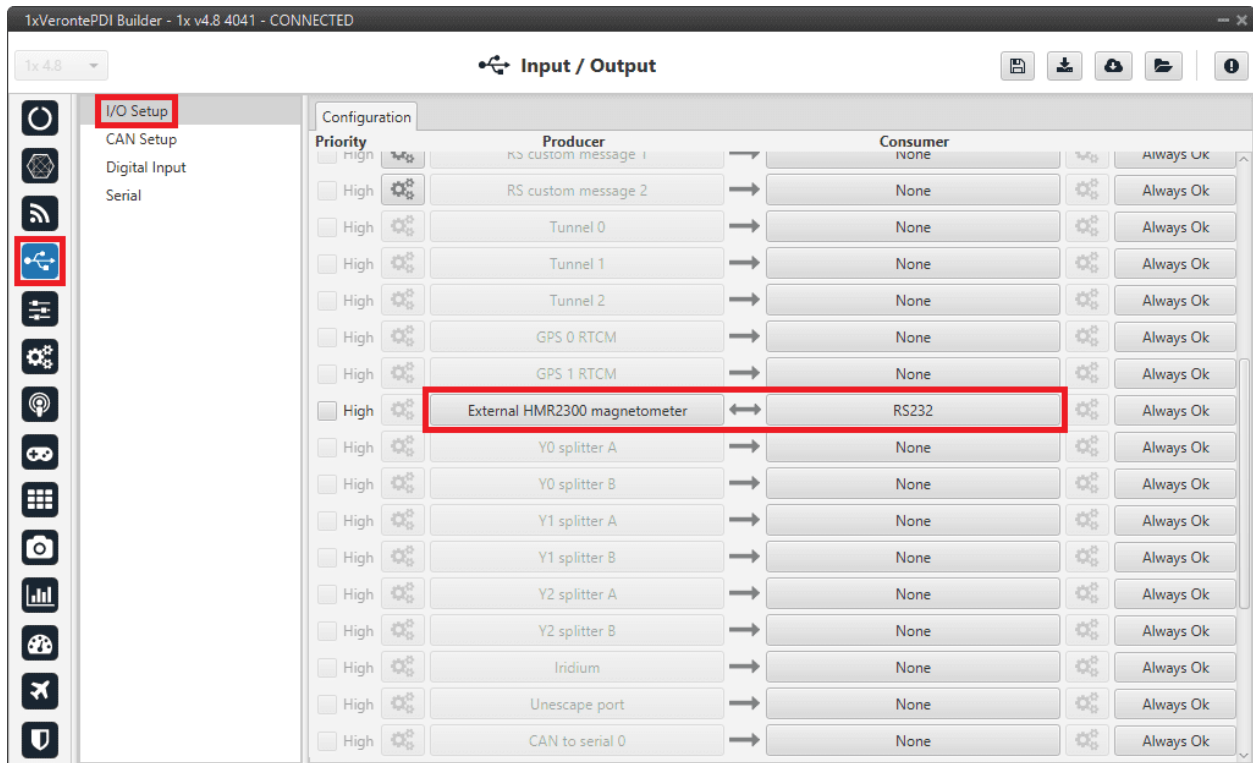 1xVerontePDI Builder - 1x v4.8 4041 - CONNECTED
1x 4.8 Input / Output
I/O Setup
CAN Setup
Digital Input
Serial
Configuration
Priority Producer Consumer
High RS custom message 1 None Always Ok
High RS custom message 2 None Always Ok
High Tunnel 0 None Always Ok
High Tunnel 1 None Always Ok
High Tunnel 2 None Always Ok
High GPS 0 RTCM None Always Ok
High GPS 1 RTCM None Always Ok
High External HMR2300 magnetometer RS232 Always Ok
High Y0 splitter A None Always Ok
High Y0 splitter B None Always Ok
High Y1 splitter A None Always Ok
High Y1 splitter B None Always Ok
High Y2 splitter A None Always Ok
High Y2 splitter B None Always Ok
High Iridium None Always Ok
High Unescape port None Always Ok
High CAN to serial 0 None Always Ok